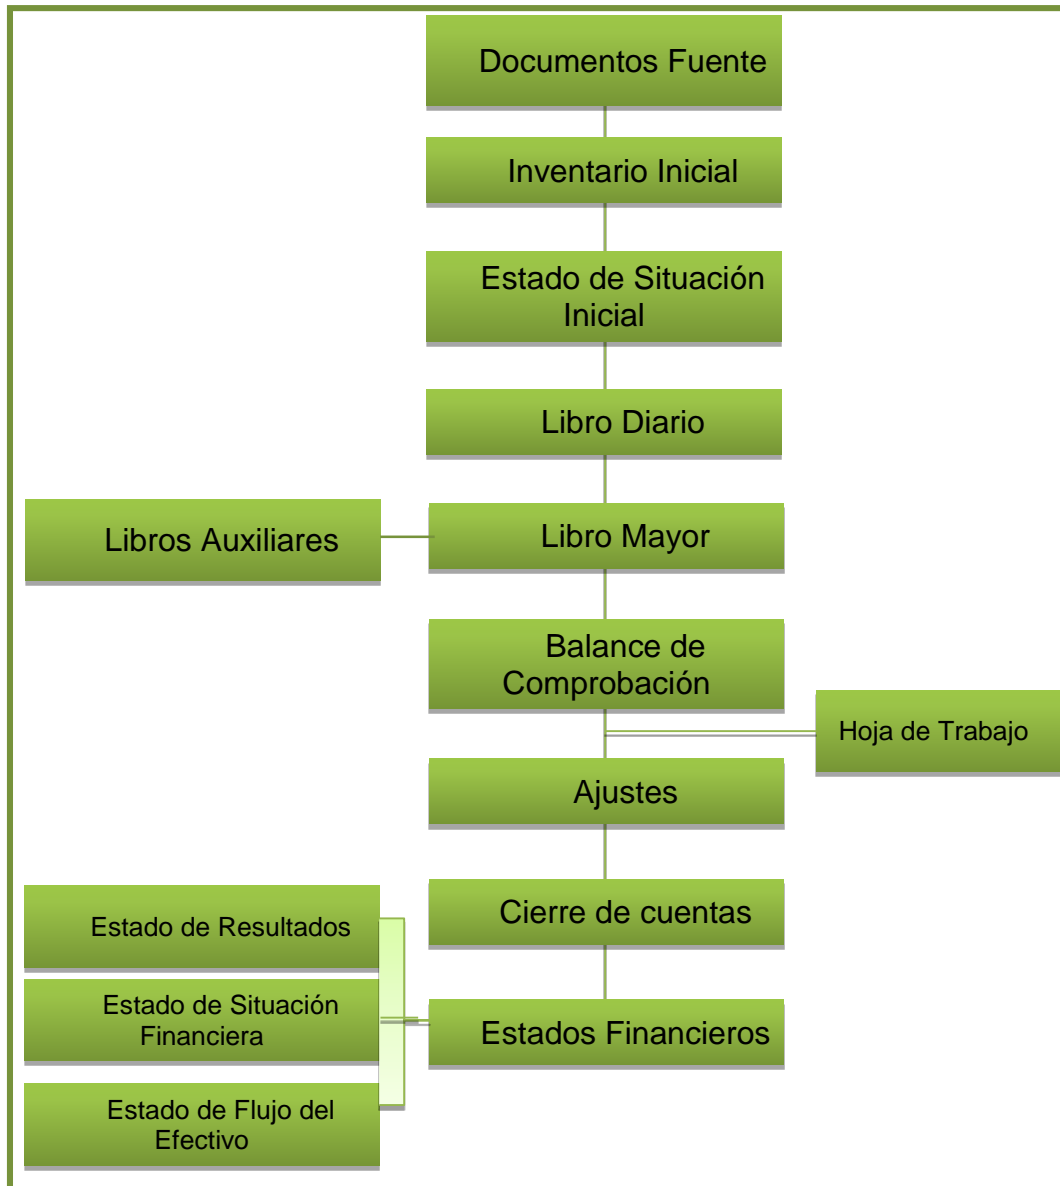 Documentos Fuente
Inventario Inicial
Estado de Situación
Inicial
Libro Diario
Libros Auxiliares
Libro Mayor
Balance de
Comprobación
Hoja de Trabajo
Ajustes
Cierre de cuentas
Estado de Resultados
Estado de Situación
Financiera
Estados Financieros
Estado de Flujo del
Efectivo